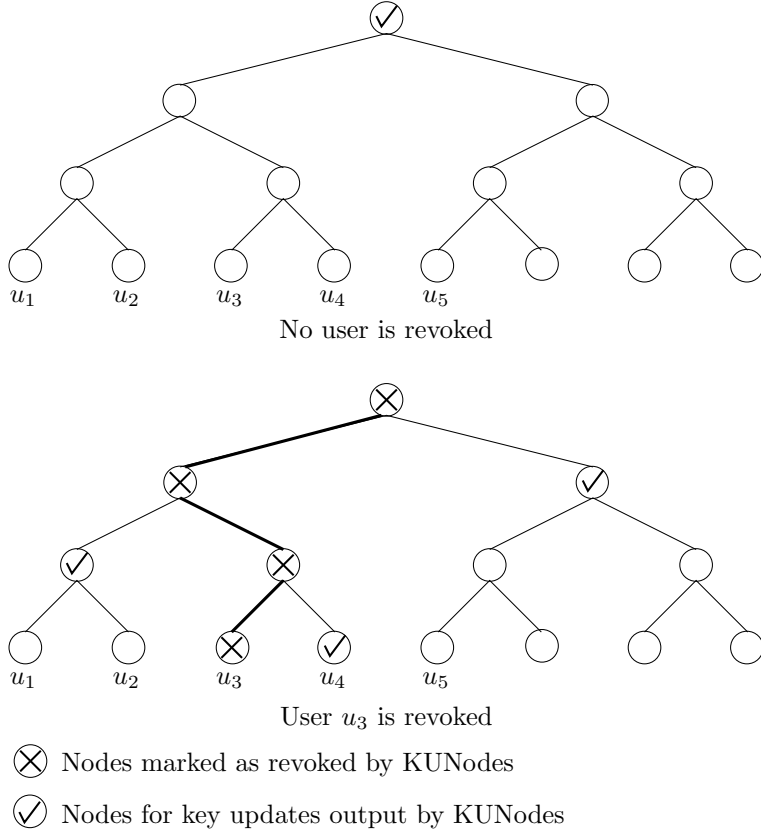 u₁ u₂ u₃ u₄ u₅
No user is revoked
u₁ u₂ u₃ u₄ u₅
User u₃ is revoked
Nodes marked as revoked by KUNodes
Nodes for key updates output by KUNodes